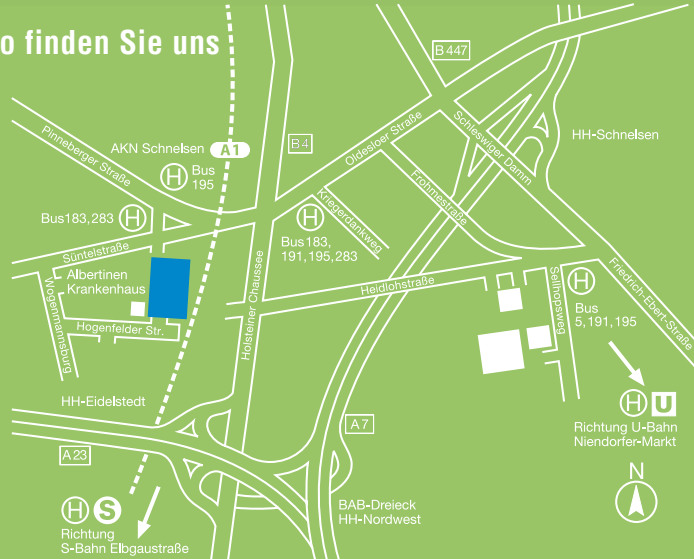 o finden Sie uns
B 447
Pinneberger Straße
AKN Schnelsen A1
B 4
Oldesloer Straße
Schleswiger Damm
HH-Schnelsen
H Bus
195
Frohmestraße
Kriegerdankweg
Bus183,283 H
H
Bus183,
191,195,283
Süntelstraße
Albertinen
Krankenhaus
Wogenmannsburg
Hogenfelder Str.
Holsteiner Chaussee
Heidlohstraße
Seilhopsweg
Friedrich-Ebert-Straße
H
Bus
5,191,195
HH-Eidelstedt
A 23
A 7
H U
Richtung U-Bahn
Niendorfer-Markt
N
H S
Richtung
S-Bahn Elbgaustraße
BAB-Dreieck
HH-Nordwest